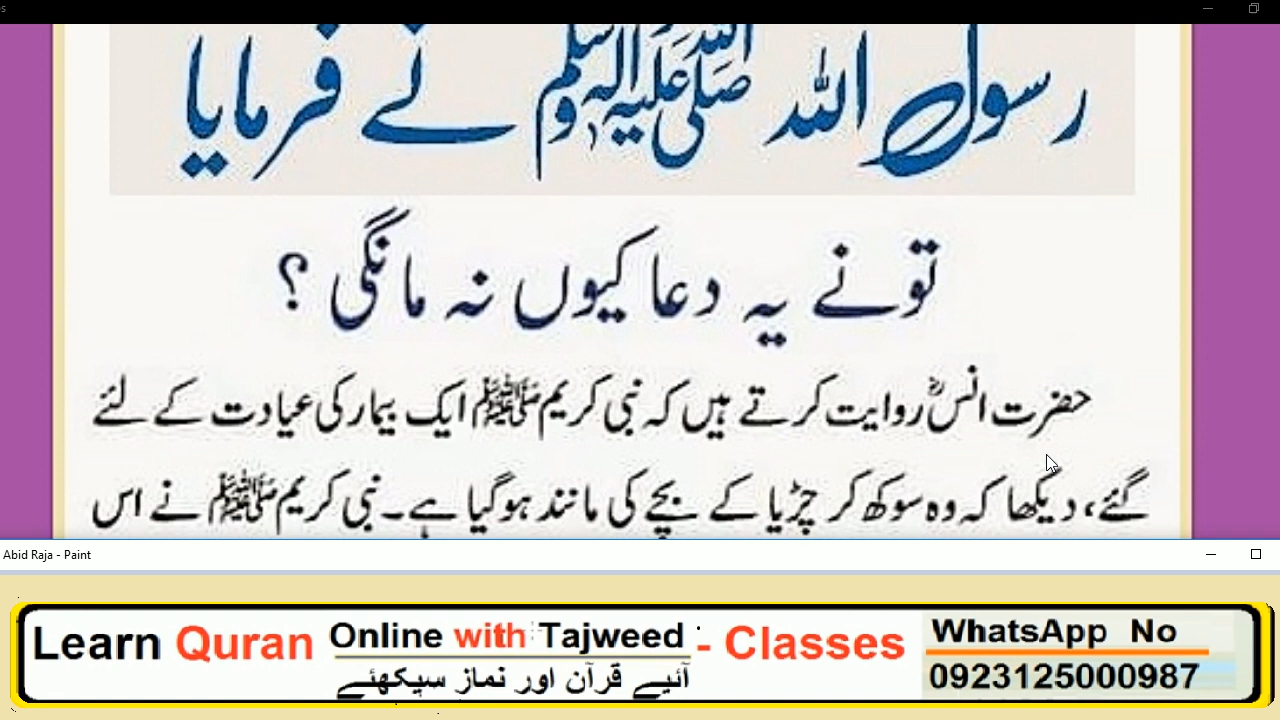 s
رسول اللہ صلی اللہ علیہ وآلہ وسلم نے فرمایا
تو نے یہ دعا کیوں نہ مانگی ؟
حضرت انسؓ روایت کرتے ہیں کہ نبی کریم ﷺ ایک بیمار کی عیادت کے لئے
گئے، دیکھا کہ وہ سوکھ کر چڑیا کے بچے کی مانند ہوگیا ہے۔ نبی کریم ﷺ نے اس
Abid Raja - Paint
Learn Quran Online with Tajweed - Classes WhatsApp No
آئیے قرآن اور نماز سیکھئے 0923125000987